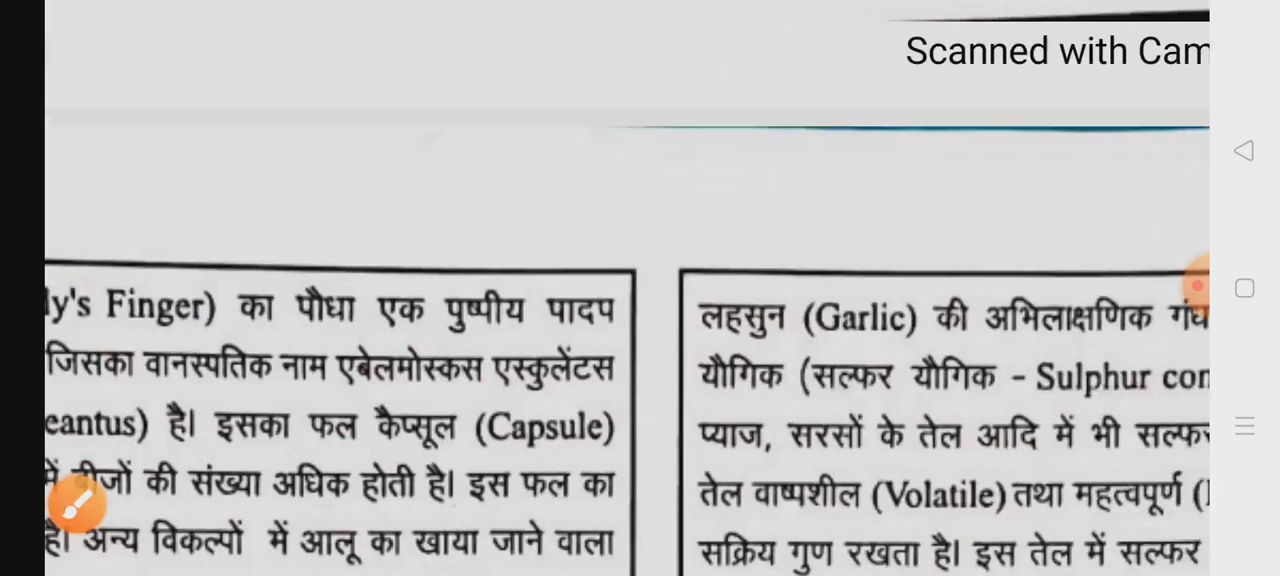 Scanned with Cam
ly's Finger) का पौधा एक पुष्पीय पादप
जिसका वानस्पतिक नाम एबेलमोस्कस एस्कुलेंटस
eantus) है। इसका फल कैप्सूल (Capsule)
में बीजों की संख्या अधिक होती है। इस फल का
है। अन्य विकल्पों में आलू का खाया जाने वाला
लहसुन (Garlic) की अभिलाक्षणिक गंध
यौगिक (सल्फर यौगिक - Sulphur con
प्याज, सरसों के तेल आदि में भी सल्फर
तेल वाष्पशील (Volatile) तथा महत्वपूर्ण (
सक्रिय गुण रखता है। इस तेल में सल्फर